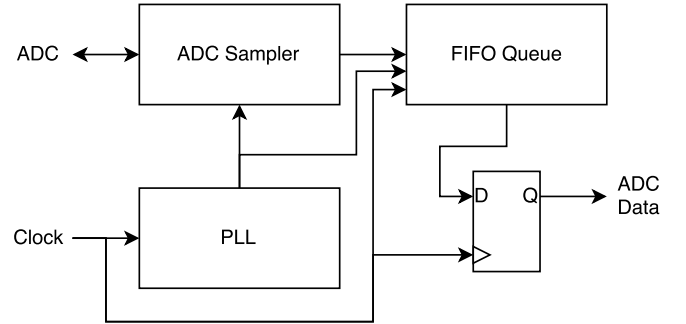 ADC
ADC Sampler
FIFO Queue
D
Q
ADC
Data
Clock
PLL